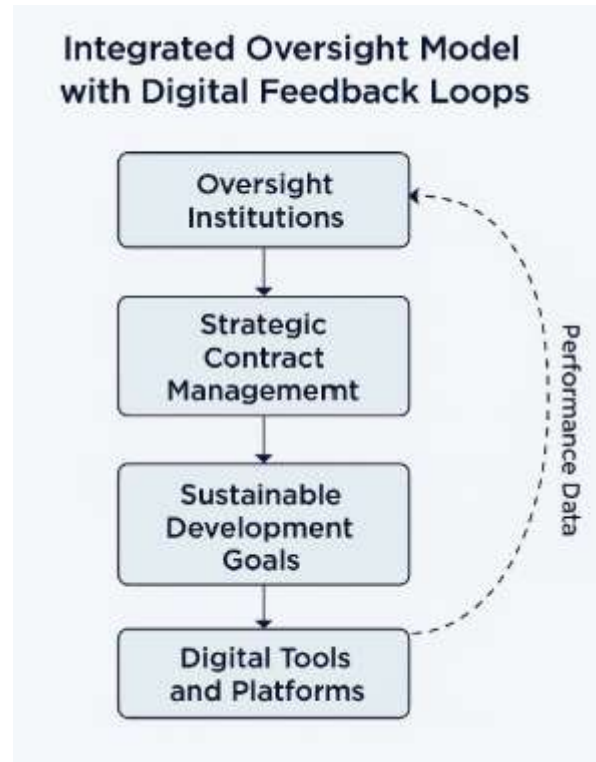 Integrated Oversight Model
with Digital Feedback Loops
Oversight
Institutions
Strategic
Contract
Managememt
Sustainable
Development
Goals
Digital Tools
and Platforms
Performance Data